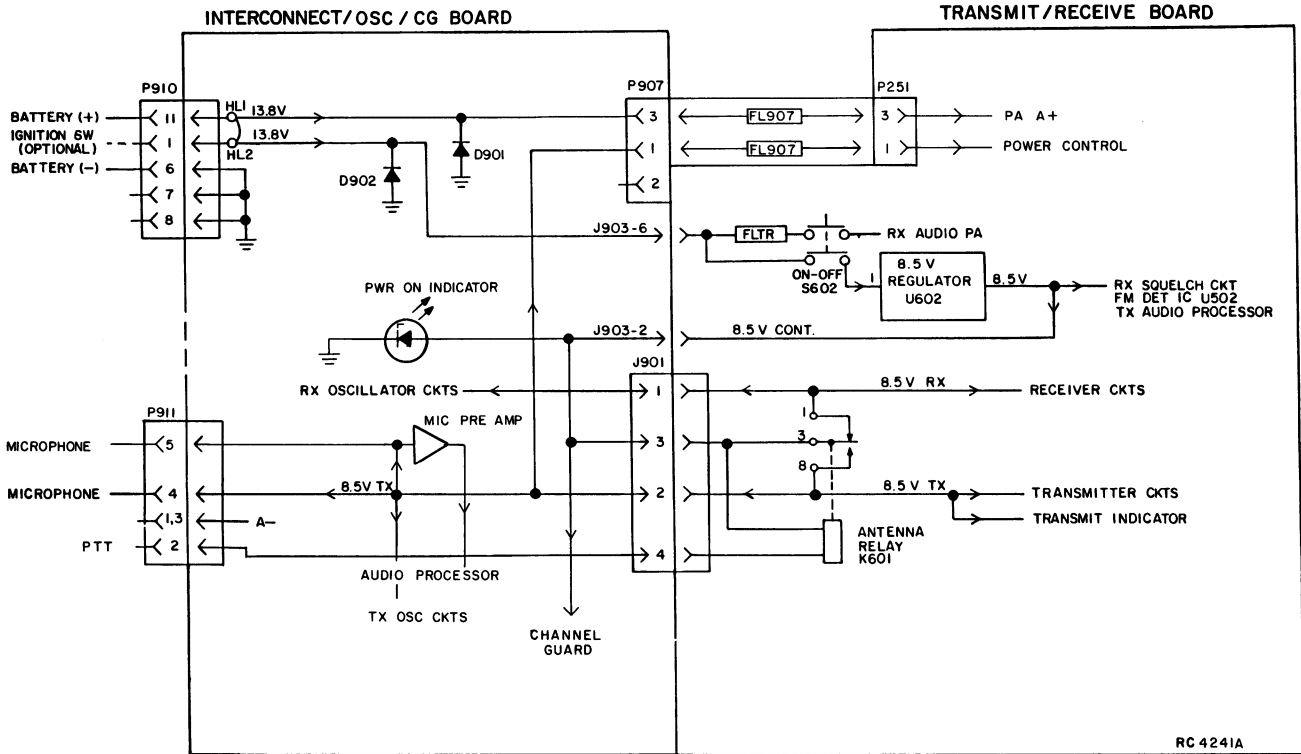 INTERCONNECT/OSC/CG BOARD
TRANSMIT/RECEIVE BOARD
P910
BATTERY (+)
11
HL1
13.8V
IGNITION SW
(OPTIONAL)
1
HL2
13.8V
BATTERY (-)
6
7
8
D902
D901
P907
3
1
2
FL907
FL907
P251
3
PA A+
1
POWER CONTROL
J903-6
FLTR
RX AUDIO PA
ON-OFF
S602
1
8.5 V
REGULATOR
U602
8.5V
RX SQUELCH CKT
FM DET IC U502
TX AUDIO PROCESSOR
PWR ON INDICATOR
J903-2
8.5 V CONT.
J901
RX OSCILLATOR CKTS
1
8.5 V RX
RECEIVER CKTS
P911
MICROPHONE
5
MIC PRE AMP
3
1
3
8
MICROPHONE
4
8.5V TX
2
8.5 V TX
TRANSMITTER CKTS
1,3
A-
TRANSMIT INDICATOR
PTT
2
4
ANTENNA
RELAY
K601
AUDIO PROCESSOR
TX OSC CKTS
CHANNEL
GUARD
RC 4241A